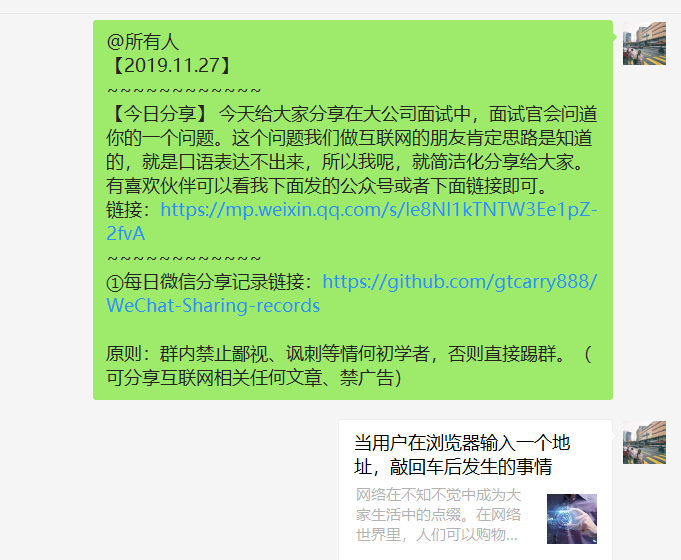 @所有人
【2019.11.27】
~~~~~~~~~~~~
【今日分享】 今天给大家分享在大公司面试中，面试官会问道
你的一个问题。这个问题我们做互联网的朋友肯定思路是知道
的，就是口语表达不出来，所以我呢，就简洁化分享给大家。
有喜欢伙伴可以看我下面发的公众号或者下面链接即可。
链接：https://mp.weixin.qq.com/s/Ie8NI1kTNTW3Ee1pZ-
2fvA
~~~~~~~~~~~~
①每日微信分享记录链接：https://github.com/gtcarry888/
WeChat-Sharing-records
原则：群内禁止鄙视、讽刺等情何初学者，否则直接踢群。（
可分享互联网相关任何文章、禁广告）
当用户在浏览器输入一个地
址，敲回车后发生的事情
网络在不知不觉中成为大
家生活中的点缀。在网络
世界里，人们可以购物...